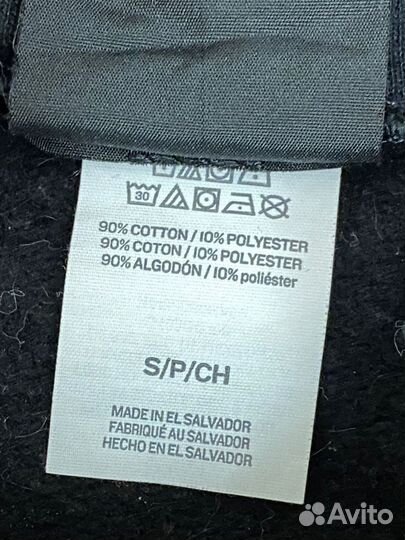 30
90% COTTON / 10% POLYESTER
90% COTON / 10% POLYESTER
90% ALGODÓN / 10% poliéster
S/P/CH
MADE IN EL SALVADOR
FABRIQUÉ AU SALVADOR
HECHO EN EL SALVADOR
Avito